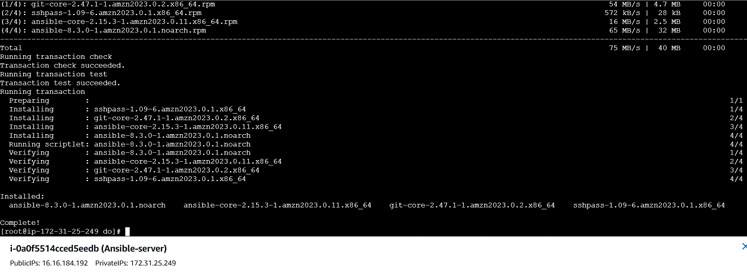 (1/4): git-core-2.47.1-1.amzn2023.0.2.x86_64.rpm 54 MB/s | 4.7 MB 00:00
(2/4): sshpass-1.09-6.amzn2023.0.1.x86_64.rpm 572 kB/s | 28 kB 00:00
(3/4): ansible-core-2.15.3-1.amzn2023.0.11.x86_64.rpm 16 MB/s | 2.5 MB 00:00
(4/4): ansible-8.3.0-1.amzn2023.0.1.noarch.rpm 65 MB/s | 32 MB 00:00
Total 75 MB/s | 40 MB 00:00
Running transaction check
Transaction check succeeded.
Running transaction test
Transaction test succeeded.
Running transaction
Preparing : 1/1
Installing : sshpass-1.09-6.amzn2023.0.1.x86_64 1/4
Installing : git-core-2.47.1-1.amzn2023.0.2.x86_64 2/4
Installing : ansible-core-2.15.3-1.amzn2023.0.11.x86_64 3/4
Installing : ansible-8.3.0-1.amzn2023.0.1.noarch 4/4
Running scriptlet: ansible-8.3.0-1.amzn2023.0.1.noarch 4/4
Verifying : ansible-8.3.0-1.amzn2023.0.1.noarch 1/4
Verifying : ansible-core-2.15.3-1.amzn2023.0.11.x86_64 2/4
Verifying : git-core-2.47.1-1.amzn2023.0.2.x86_64 3/4
Verifying : sshpass-1.09-6.amzn2023.0.1.x86_64 4/4
Installed:
ansible-8.3.0-1.amzn2023.0.1.noarch ansible-core-2.15.3-1.amzn2023.0.11.x86_64 git-core-2.47.1-1.amzn2023.0.2.x86_64 sshpass-1.09-6.amzn2023.0.1.x86_64
Complete!
[root@ip-172-31-25-249 do]#
i-0a0f5514cced5eedb (Ansible-server)
PublicIPs: 16.16.184.192 PrivateIPs: 172.31.25.249